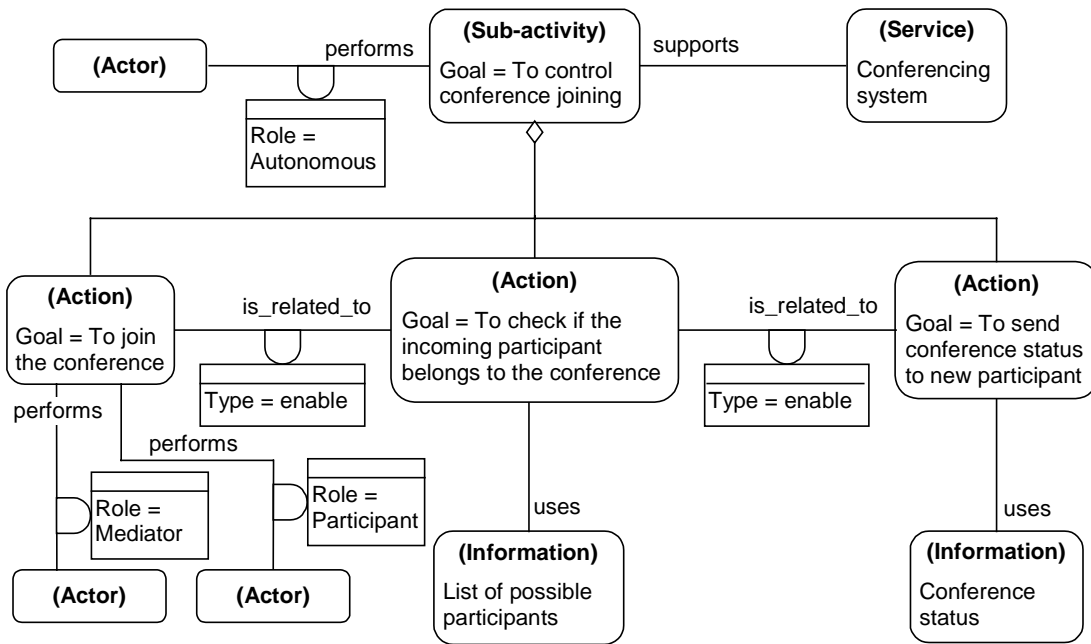 (Sub-activity)
Goal = To control
conference joining
performs
supports
(Service)
Conferencing
system
(Actor)
Role =
Autonomous
(Action)
Goal = To join
the conference
is_related_to
Type = enable
(Action)
Goal = To check if the
incoming participant
belongs to the conference
is_related_to
Type = enable
(Action)
Goal = To send
conference status
to new participant
performs
performs
Role =
Mediator
Role =
Participant
uses
uses
(Actor)
(Actor)
(Information)
List of possible
participants
(Information)
Conference
status